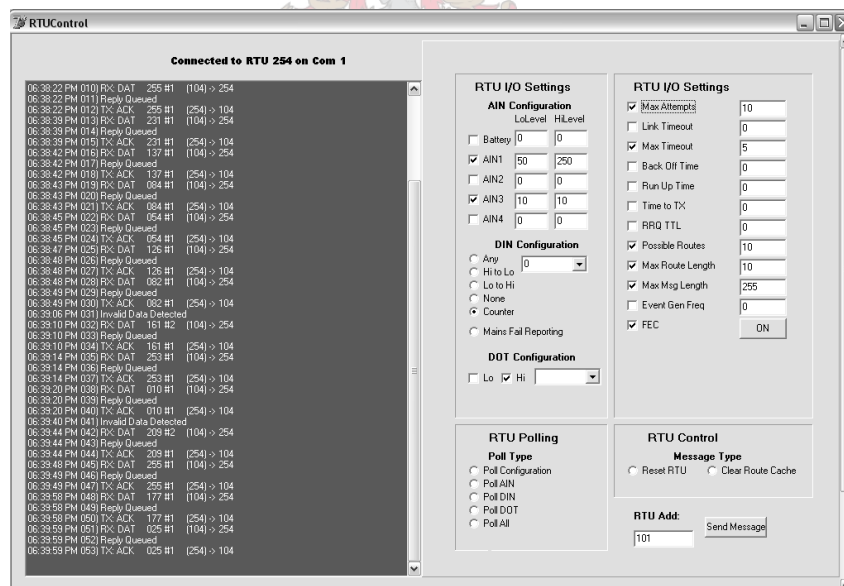 RTUControl
Connected to RTU 254 on Com 1
06:38:22 PM 010) RX: DAT 255 #1 (104) -> 254
06:38:22 PM 011) Reply Queued
06:38:22 PM 012) TX: ACK 255 #1 (254) -> 104
06:38:39 PM 013) RX: DAT 231 #1 (104) -> 254
06:38:39 PM 014) Reply Queued
06:38:39 PM 015) TX: ACK 231 #1 (254) -> 104
06:38:42 PM 016) RX: DAT 137 #1 (104) -> 254
06:38:42 PM 017) Reply Queued
06:38:42 PM 018) TX: ACK 137 #1 (254) -> 104
06:38:43 PM 019) RX: DAT 084 #1 (104) -> 254
06:38:43 PM 020) Reply Queued
06:38:43 PM 021) TX: ACK 084 #1 (254) -> 104
06:38:45 PM 022) RX: DAT 054 #1 (104) -> 254
06:38:45 PM 023) Reply Queued
06:38:45 PM 024) TX: ACK 054 #1 (254) -> 104
06:38:47 PM 025) RX: DAT 126 #1 (104) -> 254
06:38:48 PM 026) Reply Queued
06:38:48 PM 027) TX: ACK 126 #1 (254) -> 104
06:38:49 PM 028) RX: DAT 082 #1 (104) -> 254
06:38:49 PM 029) Reply Queued
06:38:49 PM 030) TX: ACK 082 #1 (254) -> 104
06:39:06 PM 031) Invalid Data Detected
06:39:10 PM 032) RX: DAT 161 #2 (104) -> 254
06:39:10 PM 033) Reply Queued
06:39:10 PM 034) TX: ACK 161 #1 (254) -> 104
06:39:14 PM 035) RX: DAT 253 #1 (104) -> 254
06:39:14 PM 036) Reply Queued
06:39:14 PM 037) TX: ACK 253 #1 (254) -> 104
06:39:20 PM 038) RX: DAT 010 #1 (104) -> 254
06:39:20 PM 039) Reply Queued
06:39:20 PM 040) TX: ACK 010 #1 (254) -> 104
06:39:40 PM 041) Invalid Data Detected
06:39:44 PM 042) RX: DAT 209 #2 (104) -> 254
06:39:44 PM 043) Reply Queued
06:39:44 PM 044) TX: ACK 209 #1 (254) -> 104
06:39:48 PM 045) RX: DAT 255 #1 (104) -> 254
06:39:49 PM 046) Reply Queued
06:39:49 PM 047) TX: ACK 255 #1 (254) -> 104
06:39:58 PM 048) RX: DAT 177 #1 (104) -> 254
06:39:58 PM 049) Reply Queued
06:39:58 PM 050) TX: ACK 177 #1 (254) -> 104
06:39:59 PM 051) RX: DAT 025 #1 (104) -> 254
06:39:59 PM 052) Reply Queued
06:39:59 PM 053) TX: ACK 025 #1 (254) -> 104
RTU I/O Settings
AIN Configuration
LoLevel HiLevel
Battery 0 0
AIN1 50 250
AIN2 0 0
AIN3 10 10
AIN4 0 0
DIN Configuration
Any 0
Hi to Lo
Lo to Hi
None
Counter
Mains Fail Reporting
DOT Configuration
Lo Hi
RTU I/O Settings
Max Attempts 10
Link Timeout 0
Max Timeout 5
Back Off Time 0
Run Up Time 0
Time to TX 0
RRQ TTL 0
Possible Routes 10
Max Route Length 10
Max Msg Length 255
Event Gen Freq 0
FEC ON
RTU Polling
Poll Type
Poll Configuration
Poll AIN
Poll DIN
Poll DOT
Poll All
RTU Control
Message Type
Reset RTU Clear Route Cache
RTU Add:
101
Send Message